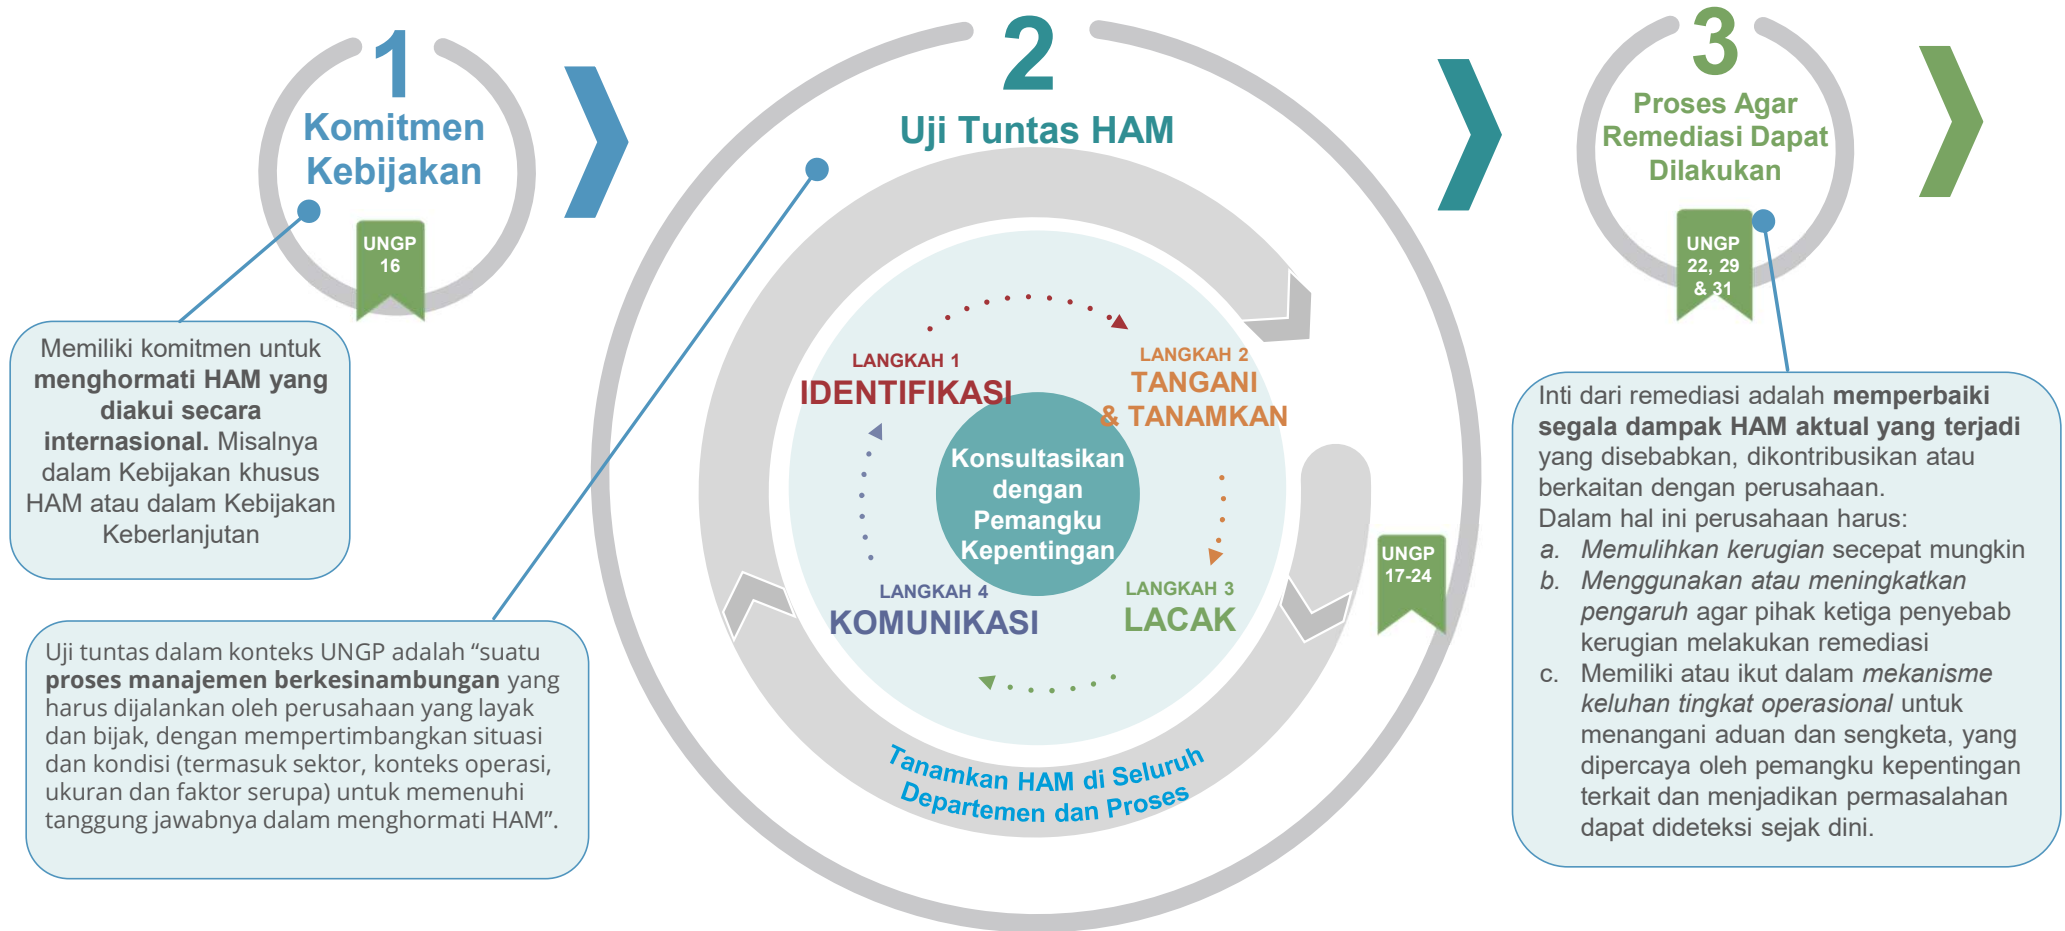 1
Komitmen
Kebijakan
UNGP
16
Memiliki komitmen untuk
menghormati HAM yang
diakui secara
internasional. Misalnya
dalam Kebijakan khusus
HAM atau dalam Kebijakan
Keberlanjutan
2
Uji Tuntas HAM
LANGKAH 1
IDENTIFIKASI
LANGKAH 2
TANGANI
& TANAMKAN
Konsultasikan
dengan
Pemangku
Kepentingan
LANGKAH 3
LACAK
LANGKAH 4
KOMUNIKASI
Tanamkan HAM di Seluruh
Departemen dan Proses
UNGP
17-24
Uji tuntas dalam konteks UNGP adalah “suatu
proses manajemen berkesinambungan yang
harus dijalankan oleh perusahaan yang layak
dan bijak, dengan mempertimbangkan situasi
dan kondisi (termasuk sektor, konteks operasi,
ukuran dan faktor serupa) untuk memenuhi
tanggung jawabnya dalam menghormati HAM”.
3
Proses Agar
Remediasi Dapat
Dilakukan
UNGP
22, 29
& 31
Inti dari remediasi adalah memperbaiki
segala dampak HAM aktual yang terjadi
yang disebabkan, dikontribusikan atau
berkaitan dengan perusahaan.
Dalam hal ini perusahaan harus:
a. Memulihkan kerugian secepat mungkin
b. Menggunakan atau meningkatkan
pengaruh agar pihak ketiga penyebab
kerugian melakukan remediasi
c. Memiliki atau ikut dalam mekanisme
keluhan tingkat operasional untuk
menangani aduan dan sengketa, yang
dipercaya oleh pemangku kepentingan
terkait dan menjadikan permasalahan
dapat dideteksi sejak dini.